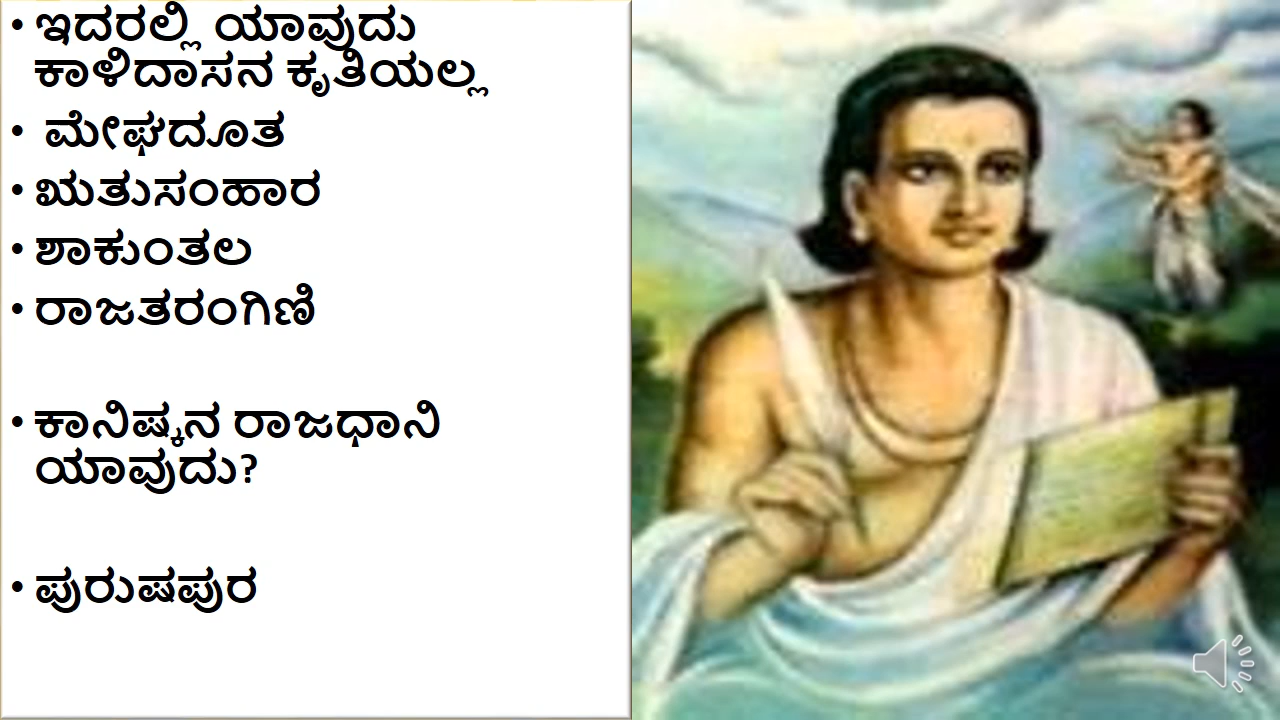 • ಇದರಲ್ಲಿ ಯಾವುದು
ಕಾಳಿದಾಸನ ಕೃತಿಯಲ್ಲ
• ಮೇಘದೂತ
• ಋತುಸಂಹಾರ
• ಶಾಕುಂತಲ
• ರಾಜತರಂಗಿಣಿ
• ಕಾನಿಷ್ಕನ ರಾಜಧಾನಿ
ಯಾವುದು?
• ಪುರುಷಪುರ